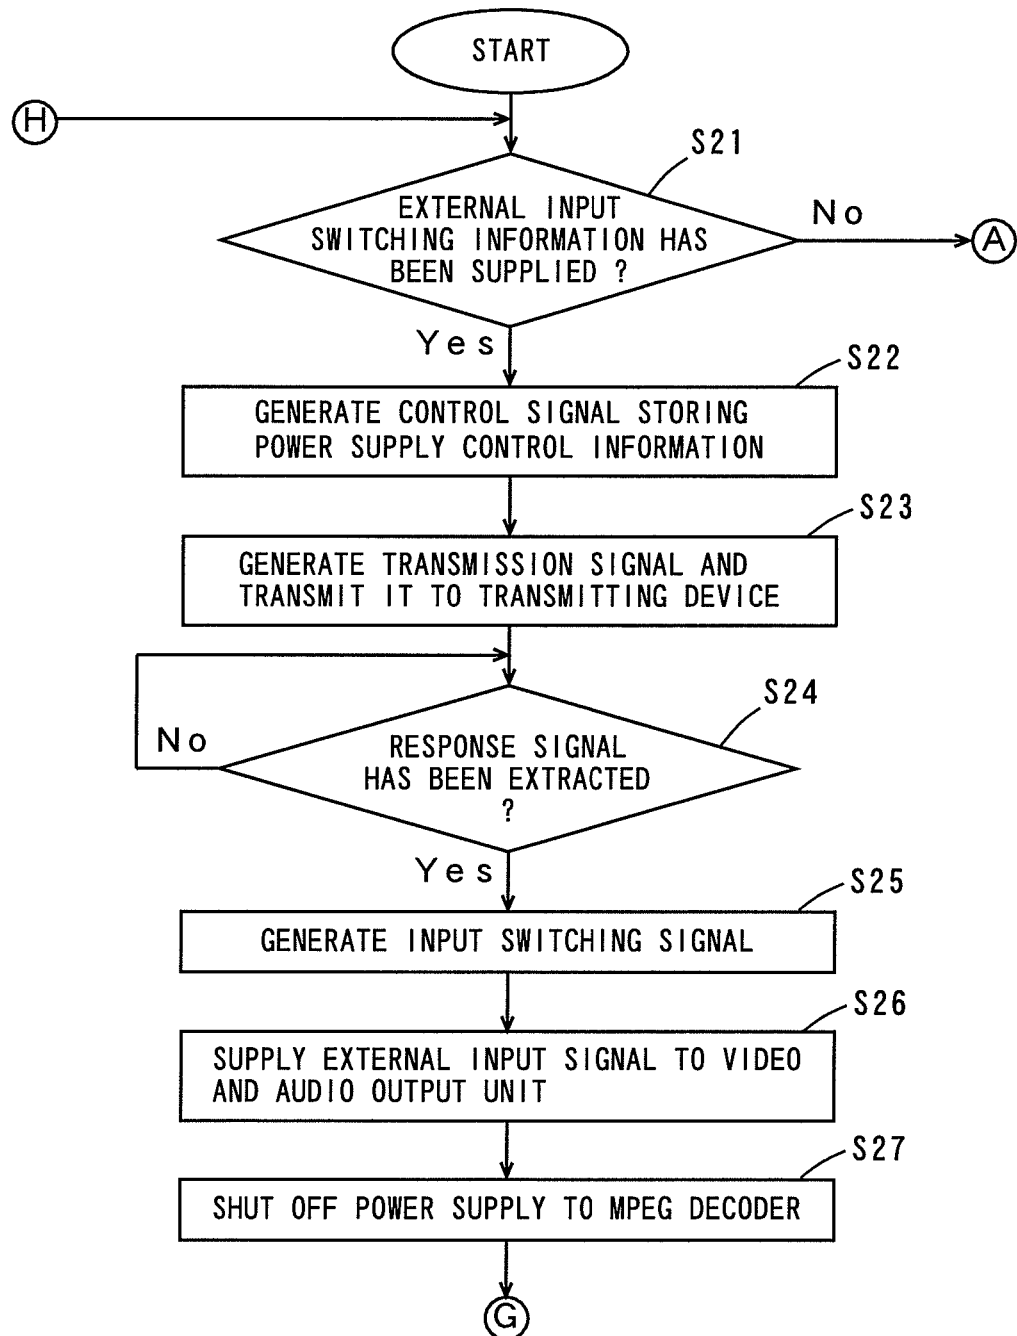 START
H
S21
EXTERNAL INPUT
SWITCHING INFORMATION HAS
BEEN SUPPLIED ?
No
A
Yes
S22
GENERATE CONTROL SIGNAL STORING
POWER SUPPLY CONTROL INFORMATION
S23
GENERATE TRANSMISSION SIGNAL AND
TRANSMIT IT TO TRANSMITTING DEVICE
S24
No
RESPONSE SIGNAL
HAS BEEN EXTRACTED
?
Yes
S25
GENERATE INPUT SWITCHING SIGNAL
S26
SUPPLY EXTERNAL INPUT SIGNAL TO VIDEO
AND AUDIO OUTPUT UNIT
S27
SHUT OFF POWER SUPPLY TO MPEG DECODER
G